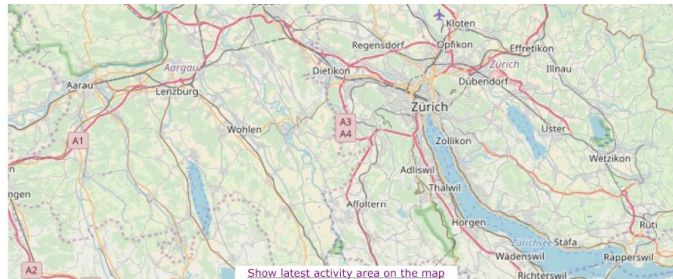 Kloten
Regensdorf
Opfikon
Effretikon
Aargau
Dietikon
Zürich
Illnau
Dübendorf
Aarau
Lenzburg
Zürich
A3
A4
Wohlen
Uster
A1
Zollikon
Wetzikon
Adliswil
Thalwil
Affoltern
Horgen
Rüti
Zürichsee
Stäfa
Wädenswil
Rapperswil
A2
Richterswil
Show latest activity area on the map